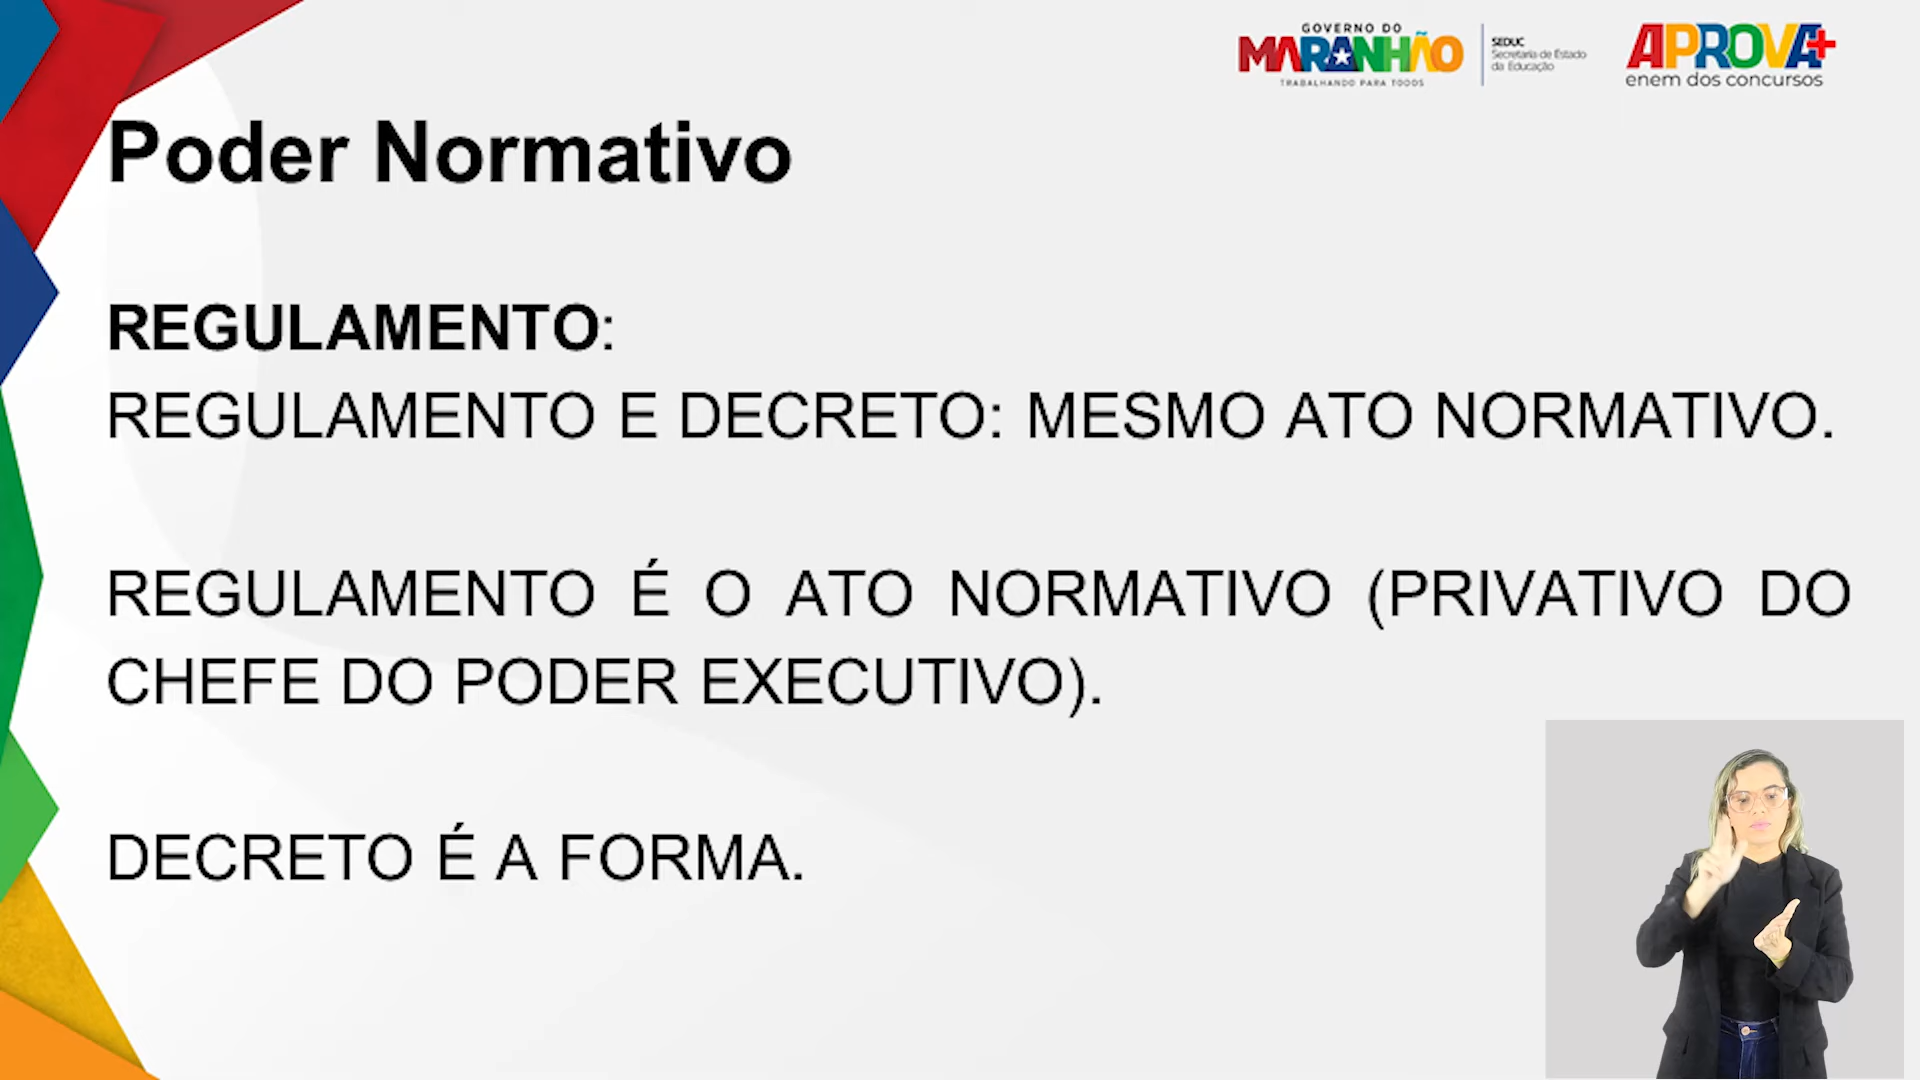 GOVERNO DO
MARANHÃO
TRABALHANDO PARA TODOS
SEDUC
Secretaria de Estado
da Educação
APROVA+
enem dos concursos
Poder Normativo
REGULAMENTO:
REGULAMENTO E DECRETO: MESMO ATO NORMATIVO.
REGULAMENTO É O ATO NORMATIVO (PRIVATIVO DO
CHEFE DO PODER EXECUTIVO).
DECRETO É A FORMA.